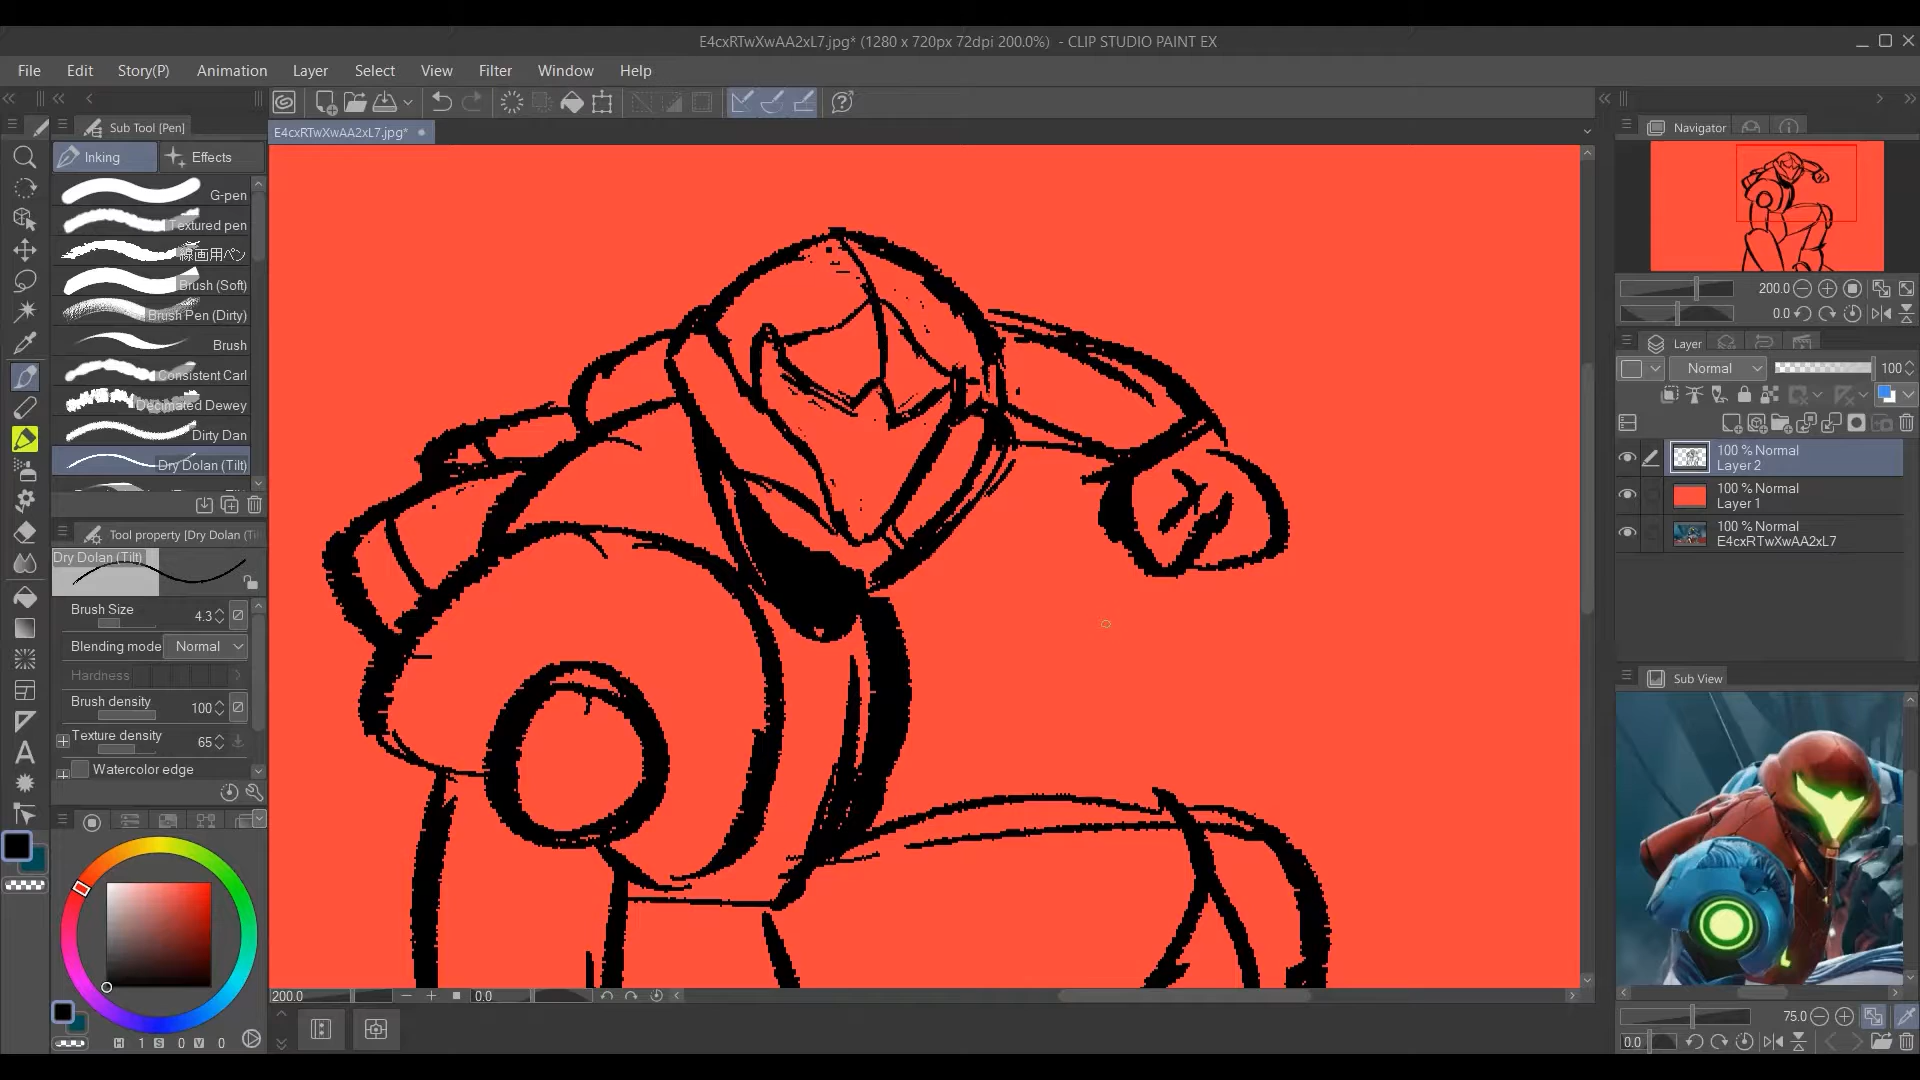 E4cxRTwXwAA2xL7.jpg* (1280 x 720px 72dpi 200.0%) - CLIP STUDIO PAINT EX
File Edit Story(P) Animation Layer Select View Filter Window Help
Sub Tool [Pen]
E4cxRTwXwAA2xL7.jpg*
Navigator
Inking Effects
G-pen
Textured pen
線画用ペン
Brush (Soft)
Brush Pen (Dirty)
Brush
Consistent Carl
Decimated Dewey
Dirty Dan
Dry Dolan (Tilt)
Tool property [Dry Dolan (Ti
Dry Dolan (Tilt)
Brush Size 4.3
Blending mode Normal
Hardness
Brush density 100
Texture density 65
Watercolor edge
H 1 S 0 V 0
200.0 0.0
200.0
0.0
Layer
Normal 100
100 % Normal
Layer 2
100 % Normal
Layer 1
100 % Normal
E4cxRTwXwAA2xL7
Sub View
75.0
0.0